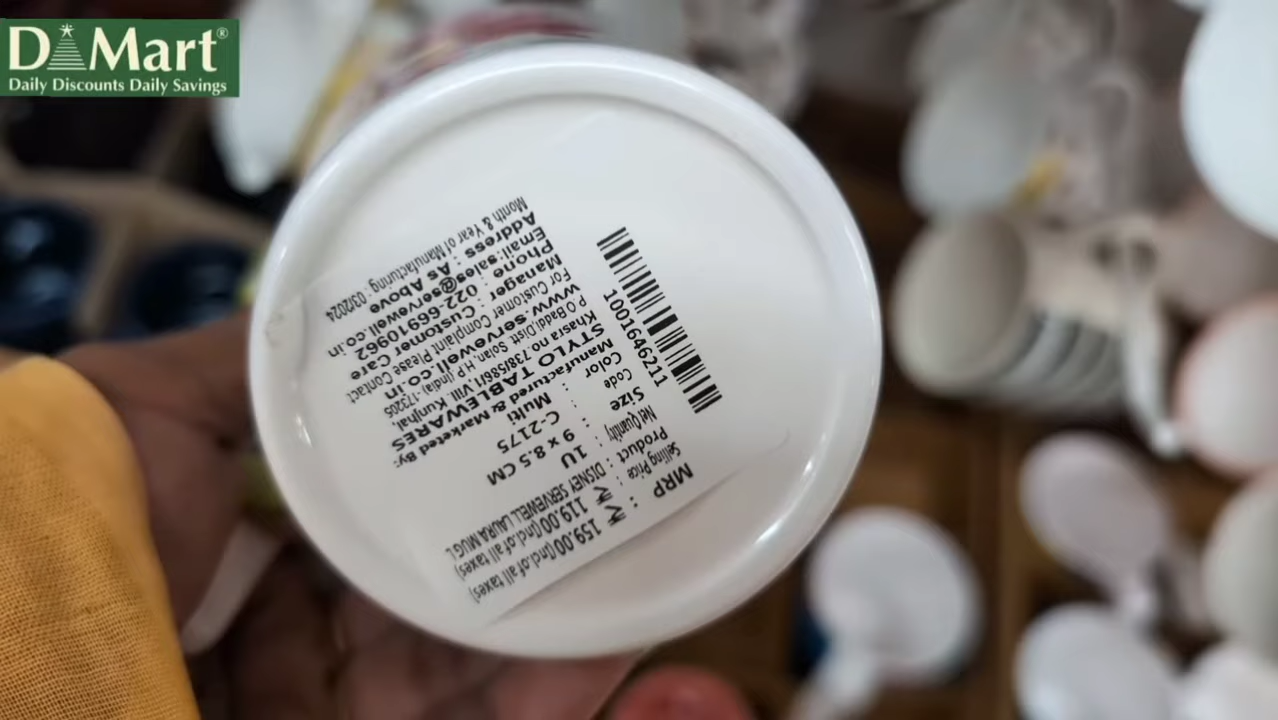 D Mart®
Daily Discounts Daily Savings
MRP : ₹ 159.00(Incl.of all taxes)
Selling Price : ₹ 119.00(Incl.of all taxes)
Product : DISNEY SERVEWELL LAURA MUG L
Net Quantity : 1U
Size : 9 x 8.5 CM
Code : C-2175
Color : Multi
Manufactured & Marketed By:
STYLO TABLEWARES
Khasra no.738/586/1,Vill. Kunjhal,
P O Baddi,Distt. Solan, H P,(India)-173205
www.servewell.co.in
For Customer Complaint Please Contact
Manager : Customer Care
Phone : 022-66910962
Email:sales@servewell.co.in
Address : As Above
Month & Year of Manufacturing : 03/2024
1001646211